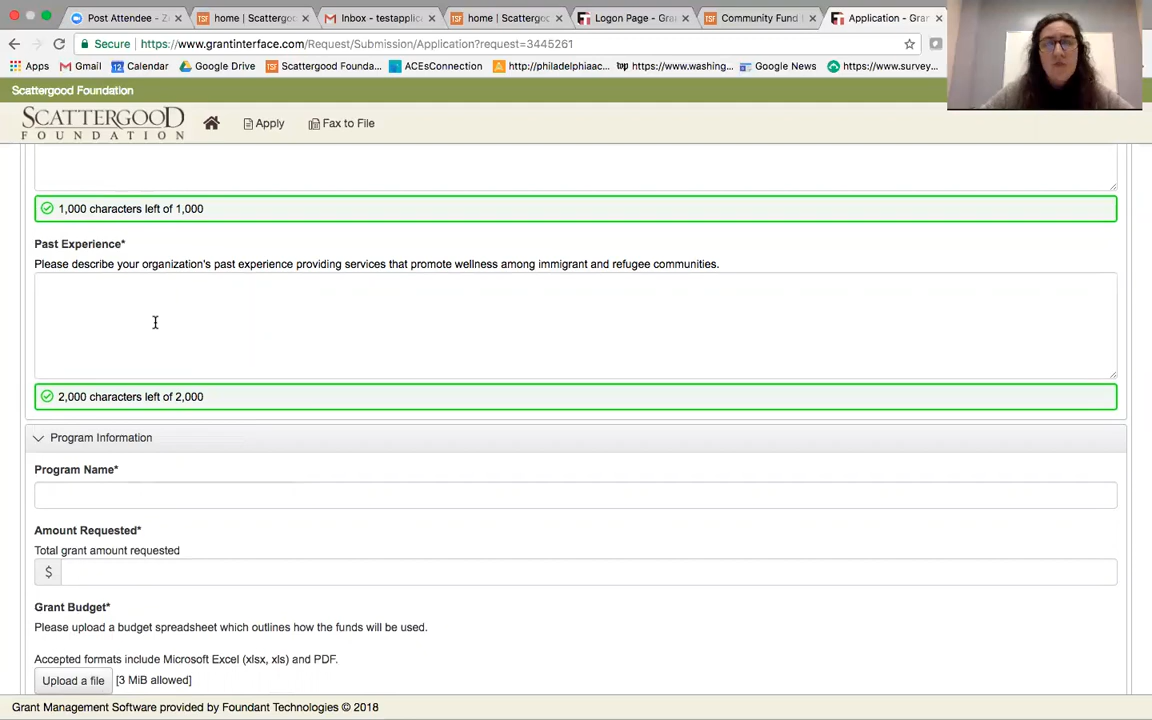 Post Attendee - Z
home | Scattergoo
Inbox - testapplic
home | Scattergoo
Logon Page - Gra
Community Fund
Application - Gran
Secure
https://www.grantinterface.com/Request/Submission/Application?request=3445261
Apps
Gmail
Calendar
Google Drive
Scattergood Founda...
ACEsConnection
http://philadelphiaac...
https://www.washing...
Google News
https://www.survey...
Scattergood Foundation
SCATTERGOOD
FOUNDATION
Apply
Fax to File
1,000 characters left of 1,000
Past Experience*
Please describe your organization's past experience providing services that promote wellness among immigrant and refugee communities.
2,000 characters left of 2,000
Program Information
Program Name*
Amount Requested*
Total grant amount requested
$
Grant Budget*
Please upload a budget spreadsheet which outlines how the funds will be used.
Accepted formats include Microsoft Excel (xlsx, xls) and PDF.
Upload a file [3 MiB allowed]
Grant Management Software provided by Foundant Technologies © 2018